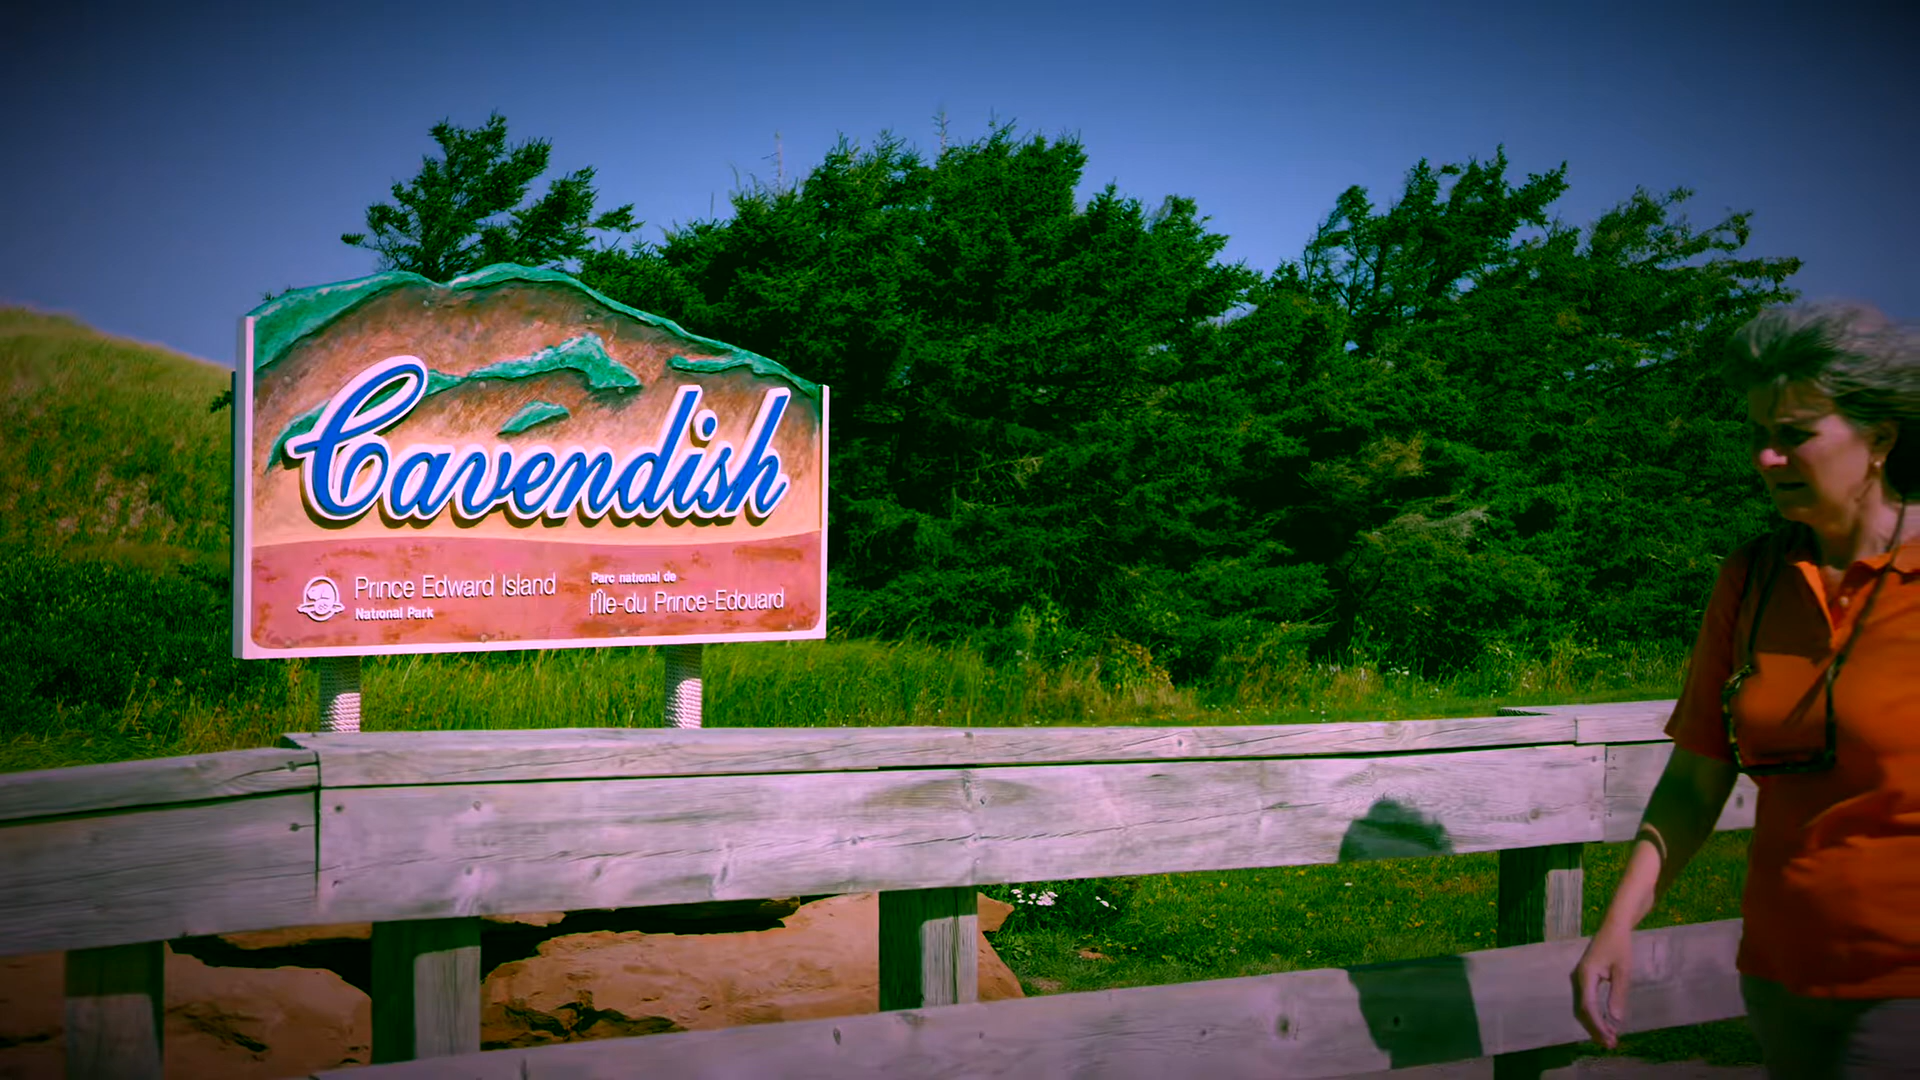 Cavendish
Prince Edward Island
National Park
Parc national de
l'Île-du Prince-Edouard